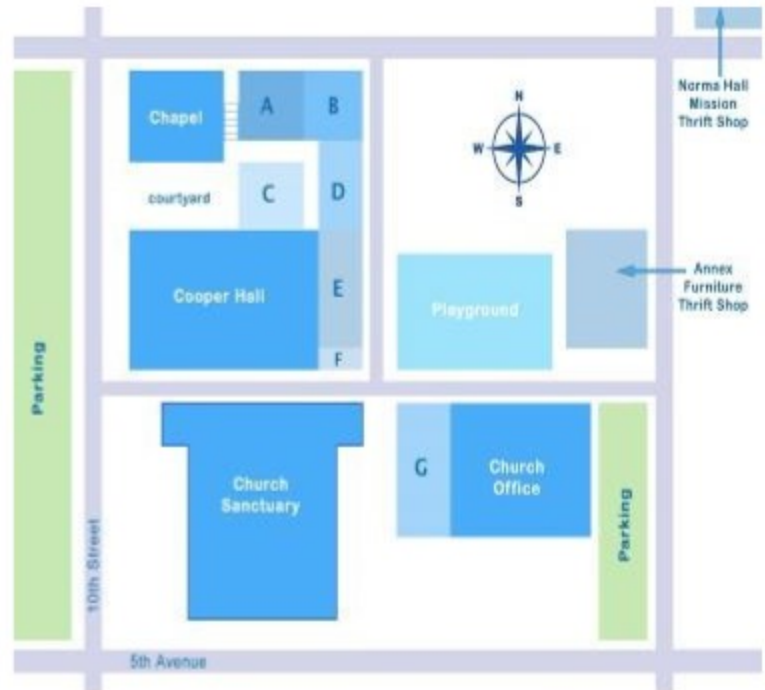 Norma Hall
Mission
Thrift Shop
Chapel
A
B
N
W
E
S
courtyard
C
D
Cooper Hall
E
Playground
Annex
Furniture
Thrift Shop
F
Parking
Church
Sanctuary
G
Church
Office
Parking
10th Street
5th Avenue